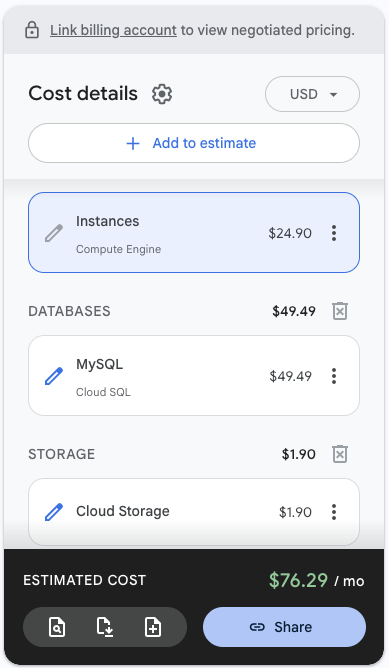 Link billing account to view negotiated pricing.
Cost details
USD
+ Add to estimate
Instances
$24.90
Compute Engine
DATABASES
$49.49
MySQL
$49.49
Cloud SQL
STORAGE
$1.90
Cloud Storage
$1.90
ESTIMATED COST
$76.29 / mo
Share